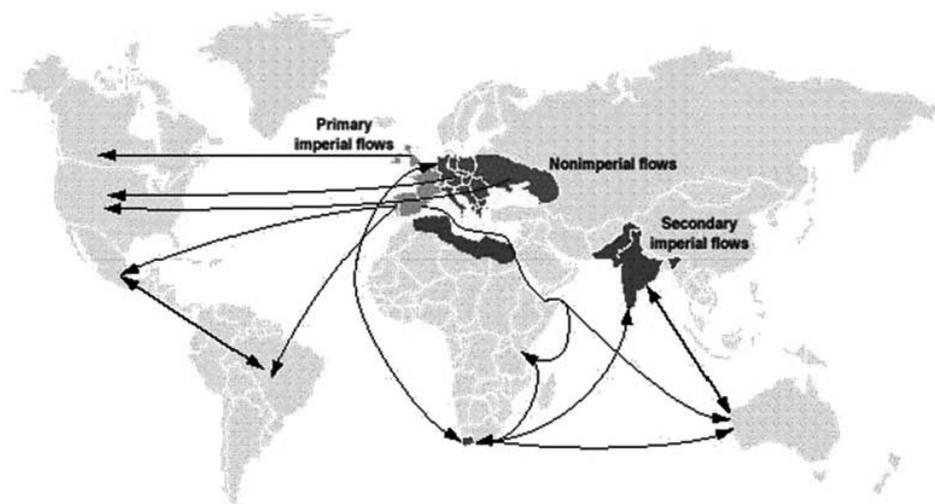 Primary
imperial flows
Nonimperial flows
Secondary
imperial flows